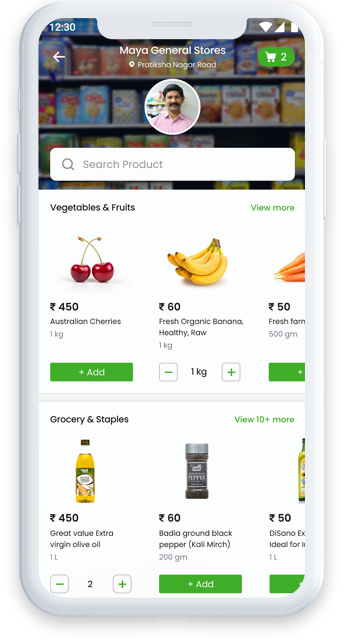 12:30
Maya General Stores
Pratiksha Nagar Road
2
Search Product
Vegetables & Fruits
View more
₹ 450
₹ 60
₹ 50
Australian Cherries
Fresh Organic Banana,
Healthy, Raw
Fresh farm
1 kg
1 kg
500 gm
+ Add
− 1 kg +
+
Grocery & Staples
View 10+ more
PEPPER
₹ 450
₹ 60
₹ 50
Great value Extra
virgin olive oil
Badia ground black
pepper (Kali Mirch)
DiSano Ex
Ideal for I
1 L
200 gm
1 L
− 2 +
+ Add